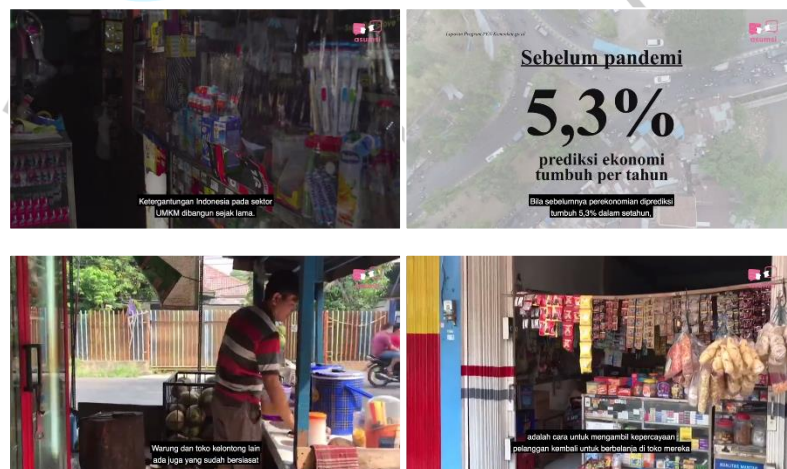 asumsi
Ketergantungan Indonesia pada sektor
UMKM dibangun sejak lama.
asumsi
Sebelum pandemi
5,3%
prediksi ekonomi
tumbuh per tahun
Bila sebelumnya perekonomian diprediksi
tumbuh 5,3% dalam setahun,
Warung dan toko kelontong lain
ada juga yang sudah bersiasat
adalah cara untuk mengambil kepercayaan
pelanggan kembali untuk berbelanja di toko mereka